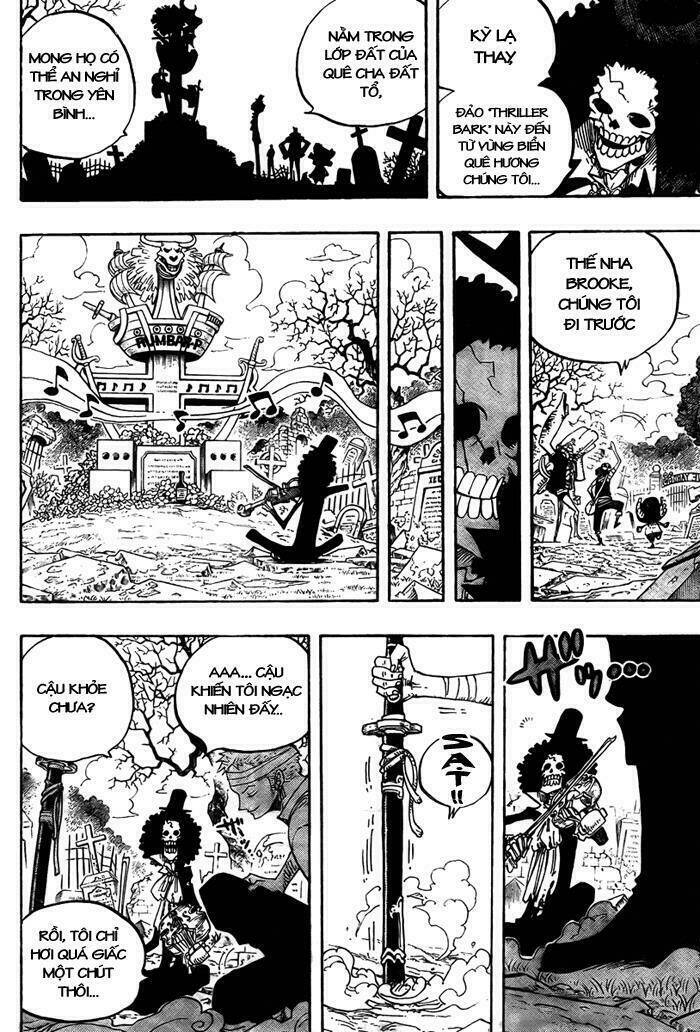 KỲ LẠ
THAY,
ĐẢO "THRILLER
BARK" NÀY ĐẾN
TỪ VÙNG BIỂN
QUÊ HƯƠNG
CHÚNG TÔI...
NẰM TRONG
LỚP ĐẤT CỦA
QUÊ CHA ĐẤT
TỔ,
MONG HỌ CÓ
THỂ AN NGHỈ
TRONG YÊN
BÌNH...
THẾ NHA
BROOKE,
CHÚNG TÔI
ĐI TRƯỚC
RUMBAR-P
ザッ...
SẠT!!
AAA... CẬU
KHIẾN TÔI NGẠC
NHIÊN ĐẤY..
CẬU KHỎE
CHƯA?
RỒI, TÔI CHỈ
HƠI QUÁ GIẤC
MỘT CHÚT
THÔI...